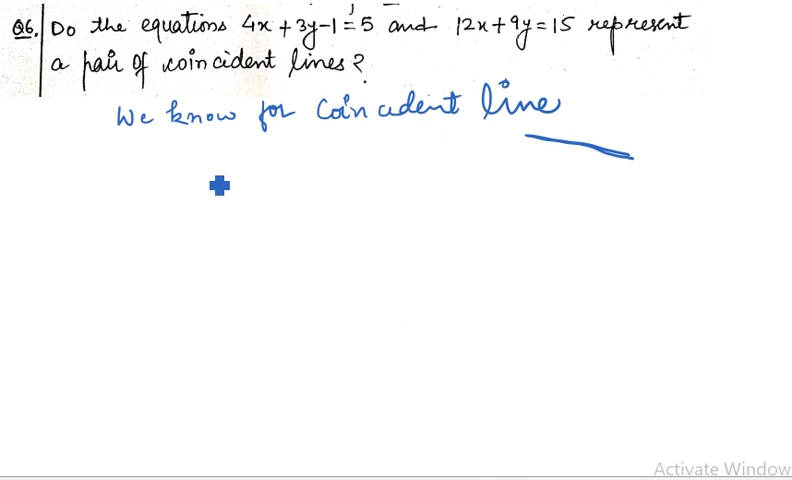 Q6. Do the equations 4x + 3y - 1 = 5 and 12x + 9y = 15 represent
a pair of coincident lines?
We know for Coincident line
Activate Window